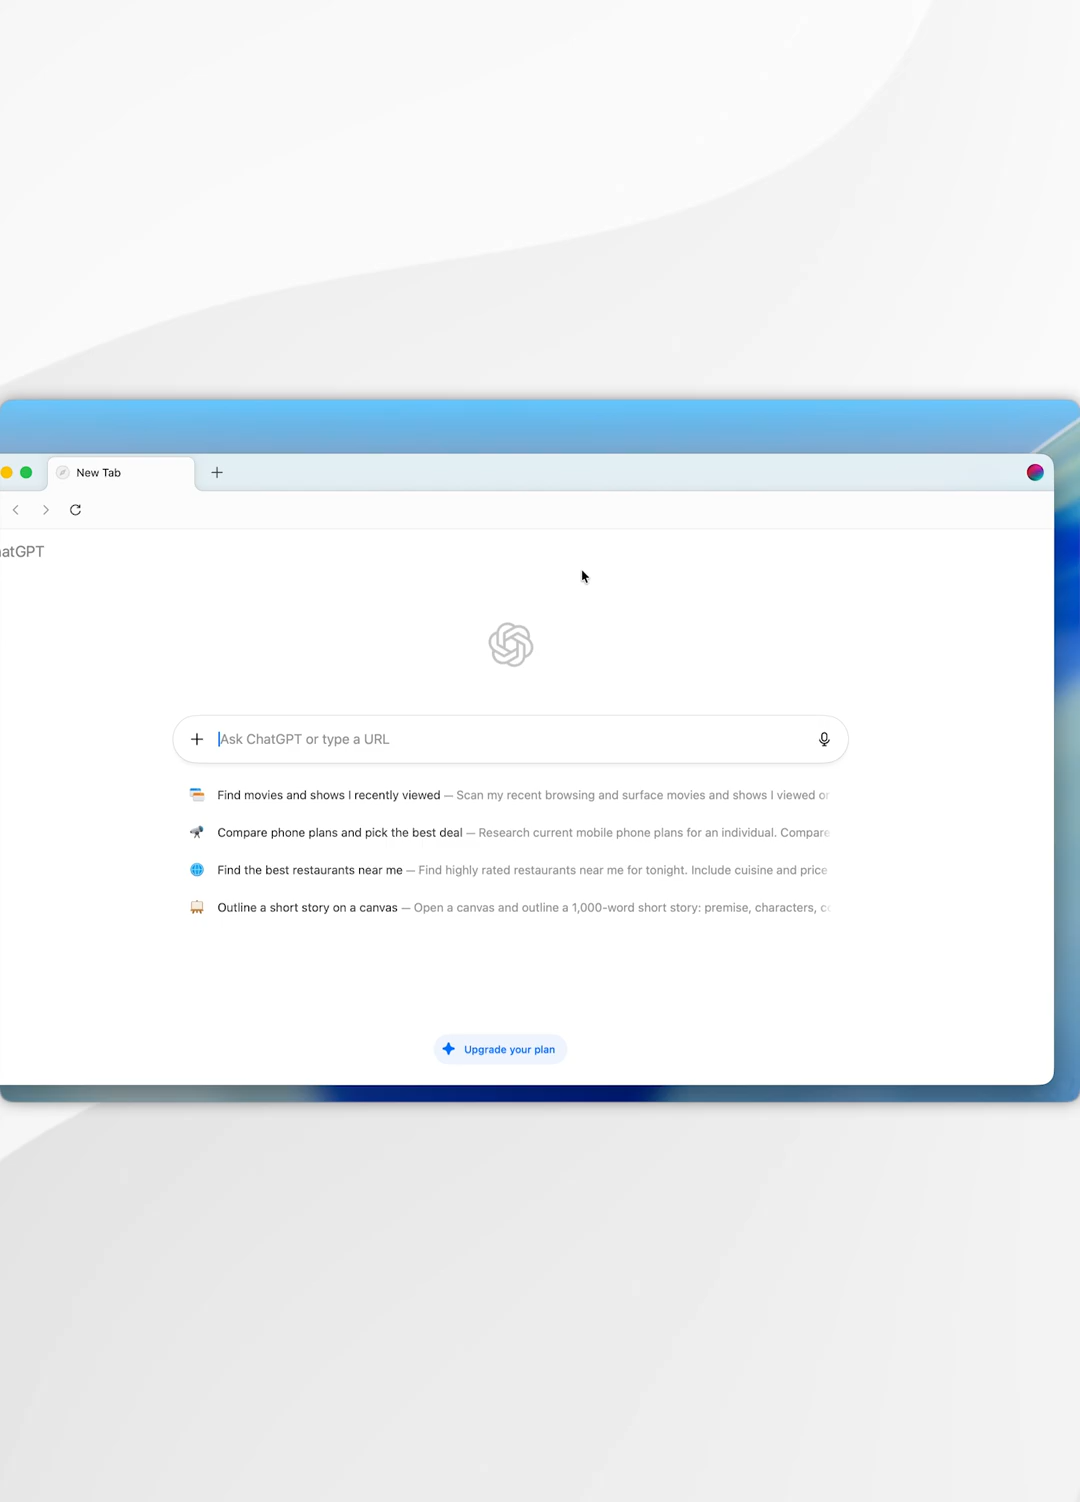 New Tab
atGPT
Ask ChatGPT or type a URL
Find movies and shows I recently viewed — Scan my recent browsing and surface movies and shows I viewed or
Compare phone plans and pick the best deal — Research current mobile phone plans for an individual. Compare
Find the best restaurants near me — Find highly rated restaurants near me for tonight. Include cuisine and price
Outline a short story on a canvas — Open a canvas and outline a 1,000-word short story: premise, characters,
Upgrade your plan